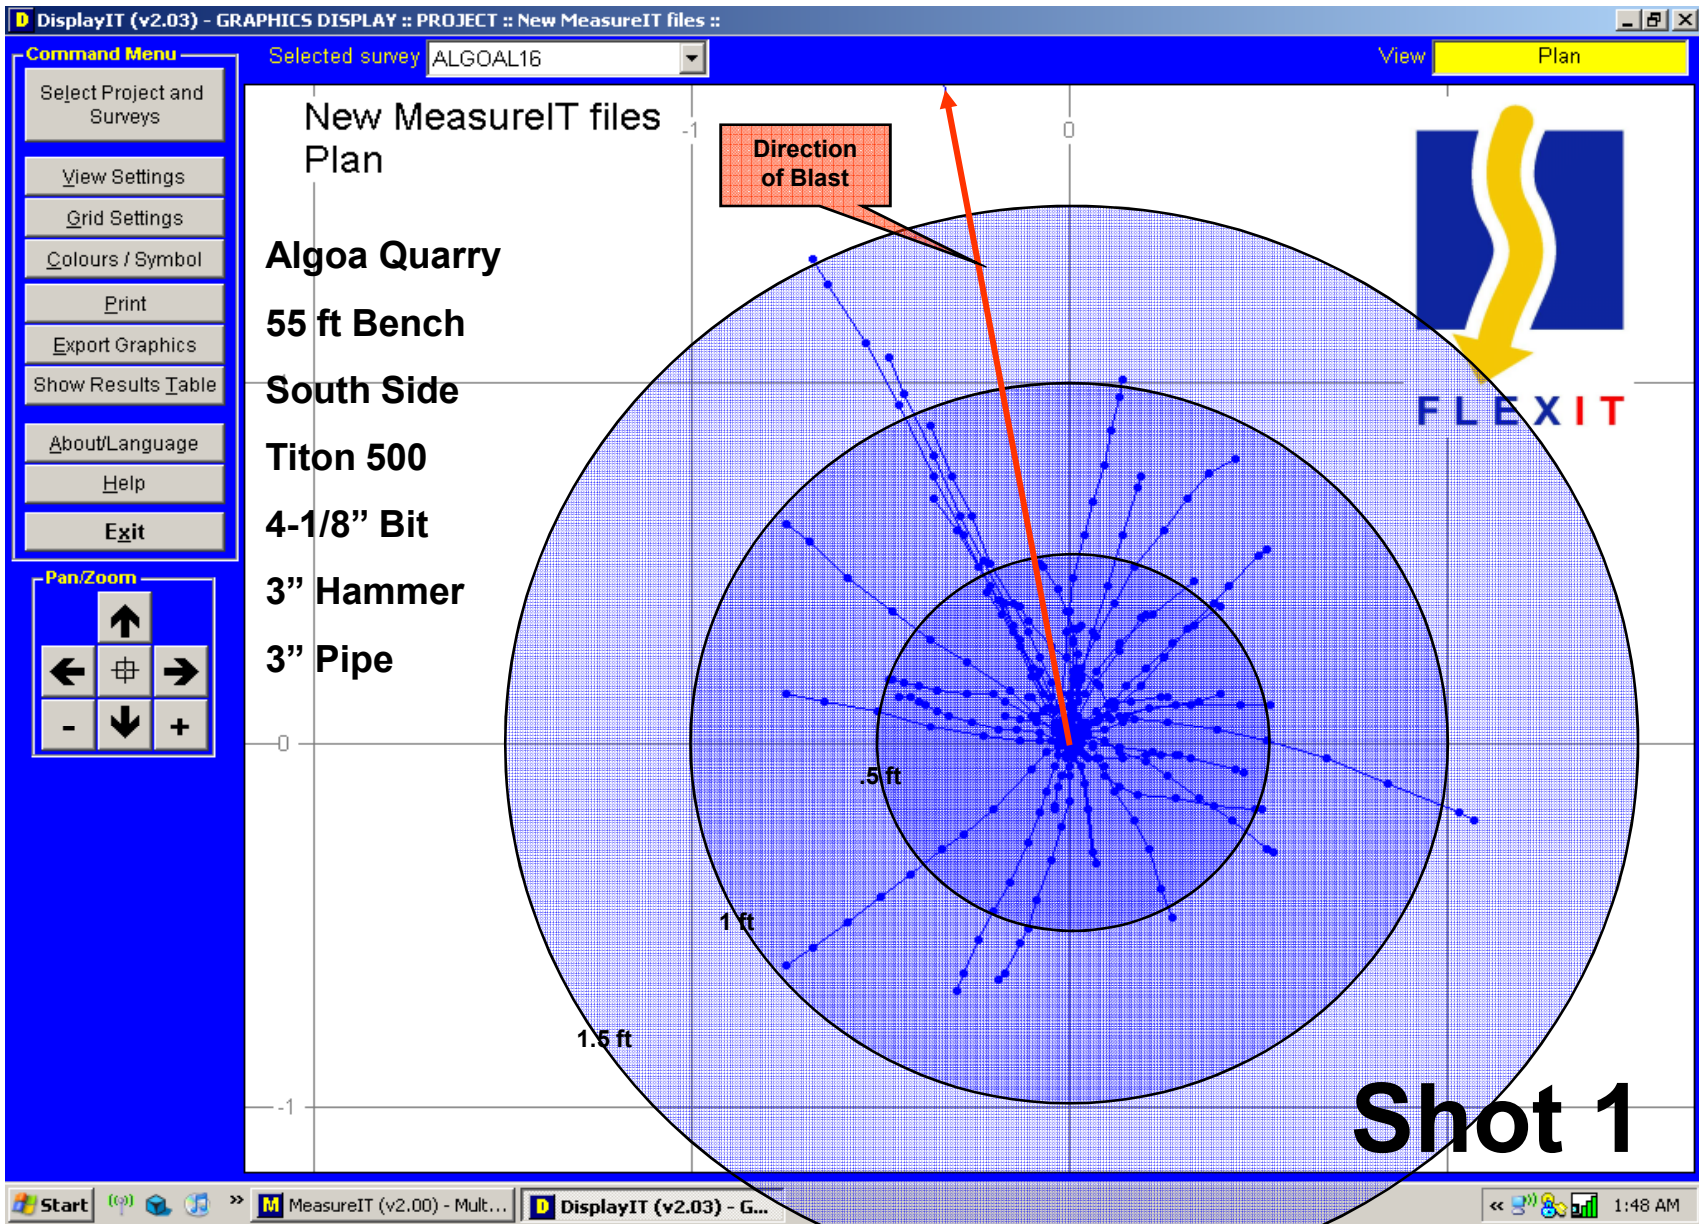 DisplayIT (v2.03) - GRAPHICS DISPLAY :: PROJECT :: New MeasureIT files ::
Command Menu
Selected survey ALGOAL16
View Plan
Select Project and
Surveys
View Settings
Grid Settings
Colours / Symbol
Print
Export Graphics
Show Results Table
About/Language
Help
Exit
Pan/Zoom
- +
New MeasureIT files
Plan
-1
0
Direction
of Blast
Algoa Quarry
55 ft Bench
South Side
Titon 500
4-1/8” Bit
3” Hammer
3” Pipe
FLEXIT
0
.5 ft
1 ft
1.5 ft
-1
Shot 1
Start
»
MeasureIT (v2.00) - Mult...
DisplayIT (v2.03) - G...
«
1:48 AM